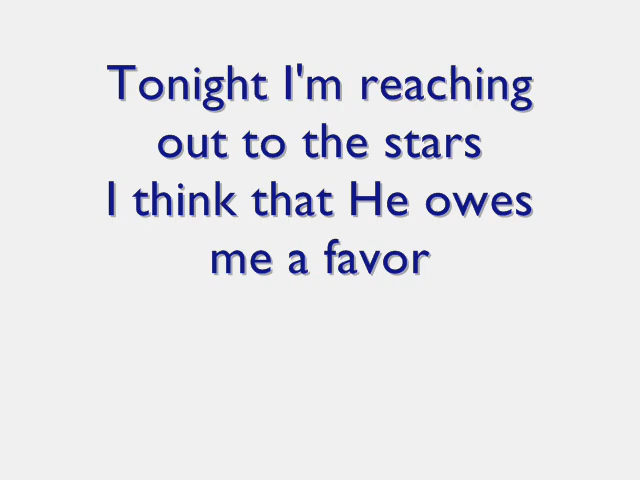 Tonight I'm reaching
out to the stars
I think that He owes
me a favor